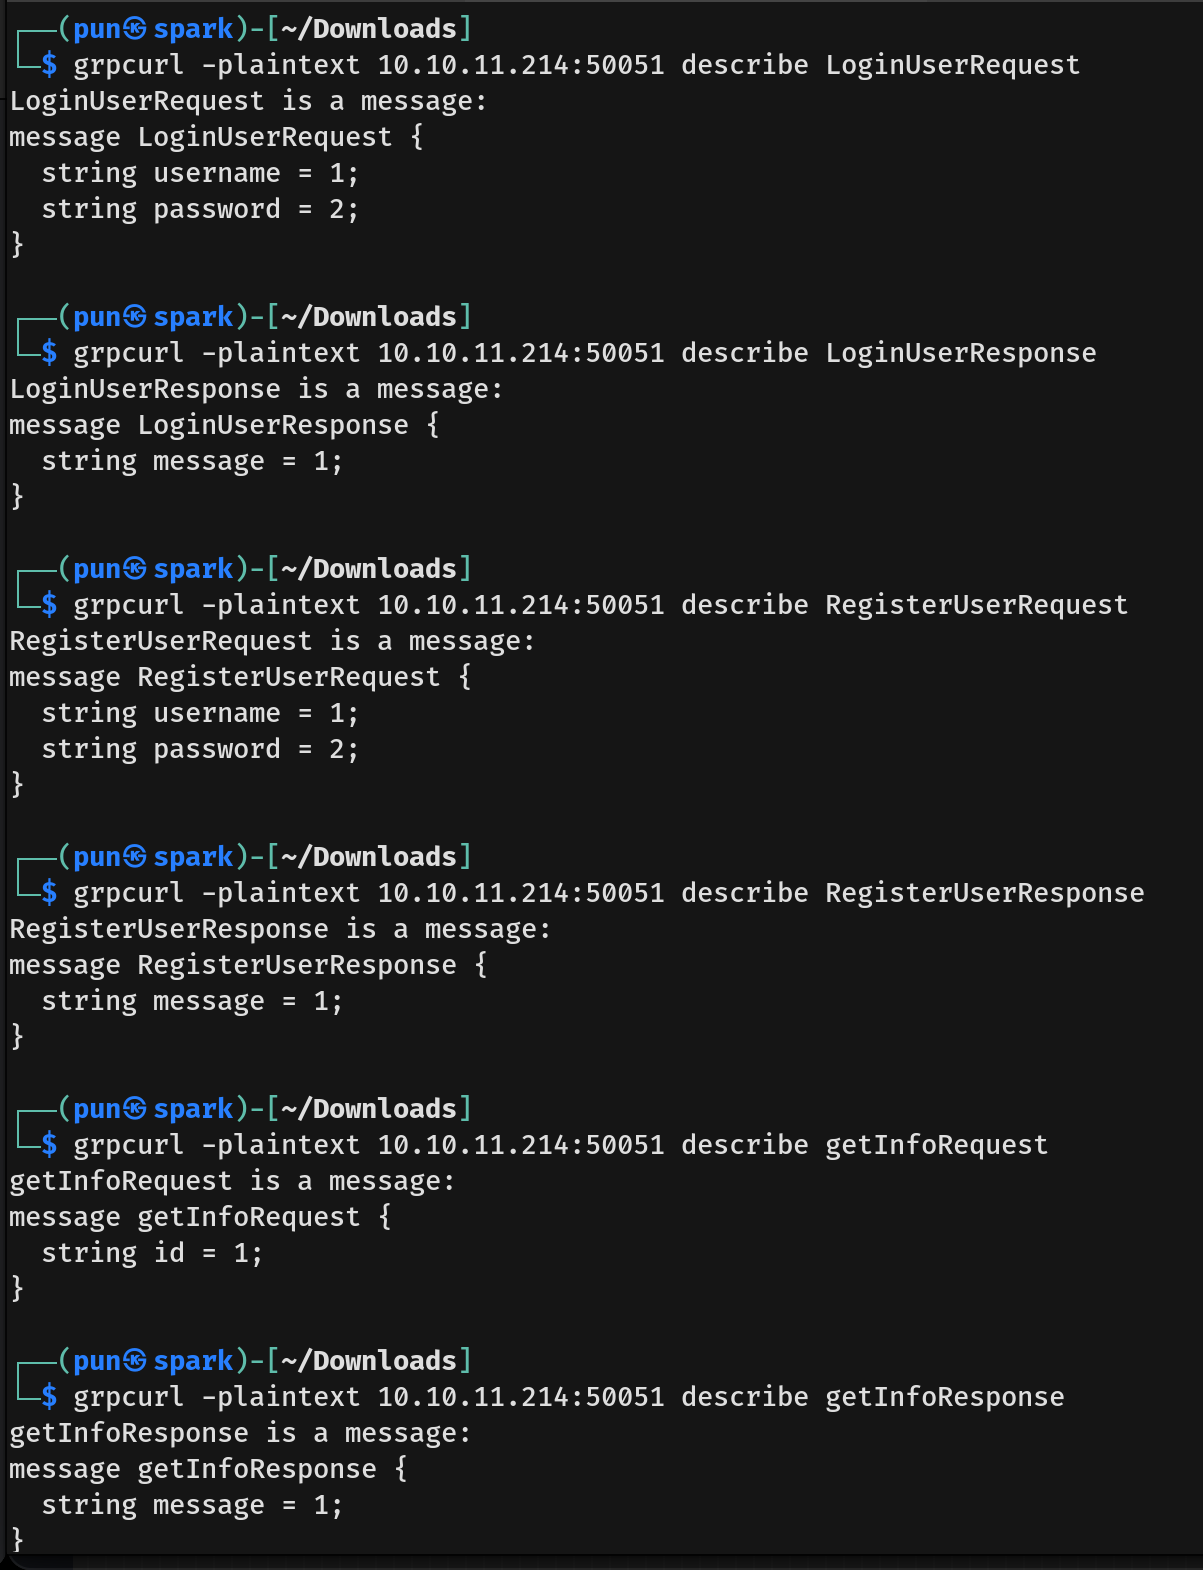 ┌──(pun㉿spark)-[~/Downloads]
└─$ grpcurl -plaintext 10.10.11.214:50051 describe LoginUserRequest
LoginUserRequest is a message:
message LoginUserRequest {
  string username = 1;
  string password = 2;
}
┌──(pun㉿spark)-[~/Downloads]
└─$ grpcurl -plaintext 10.10.11.214:50051 describe LoginUserResponse
LoginUserResponse is a message:
message LoginUserResponse {
  string message = 1;
}
┌──(pun㉿spark)-[~/Downloads]
└─$ grpcurl -plaintext 10.10.11.214:50051 describe RegisterUserRequest
RegisterUserRequest is a message:
message RegisterUserRequest {
  string username = 1;
  string password = 2;
}
┌──(pun㉿spark)-[~/Downloads]
└─$ grpcurl -plaintext 10.10.11.214:50051 describe RegisterUserResponse
RegisterUserResponse is a message:
message RegisterUserResponse {
  string message = 1;
}
┌──(pun㉿spark)-[~/Downloads]
└─$ grpcurl -plaintext 10.10.11.214:50051 describe getInfoRequest
getInfoRequest is a message:
message getInfoRequest {
  string id = 1;
}
┌──(pun㉿spark)-[~/Downloads]
└─$ grpcurl -plaintext 10.10.11.214:50051 describe getInfoResponse
getInfoResponse is a message:
message getInfoResponse {
  string message = 1;
}